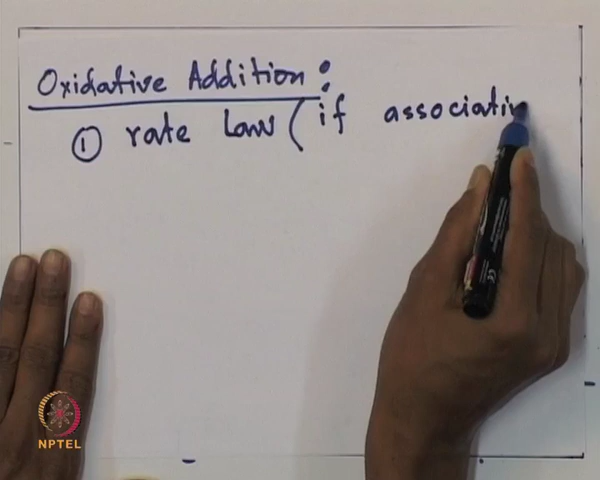 Oxidative Addition:
① rate Law (if associativ
NPTEL